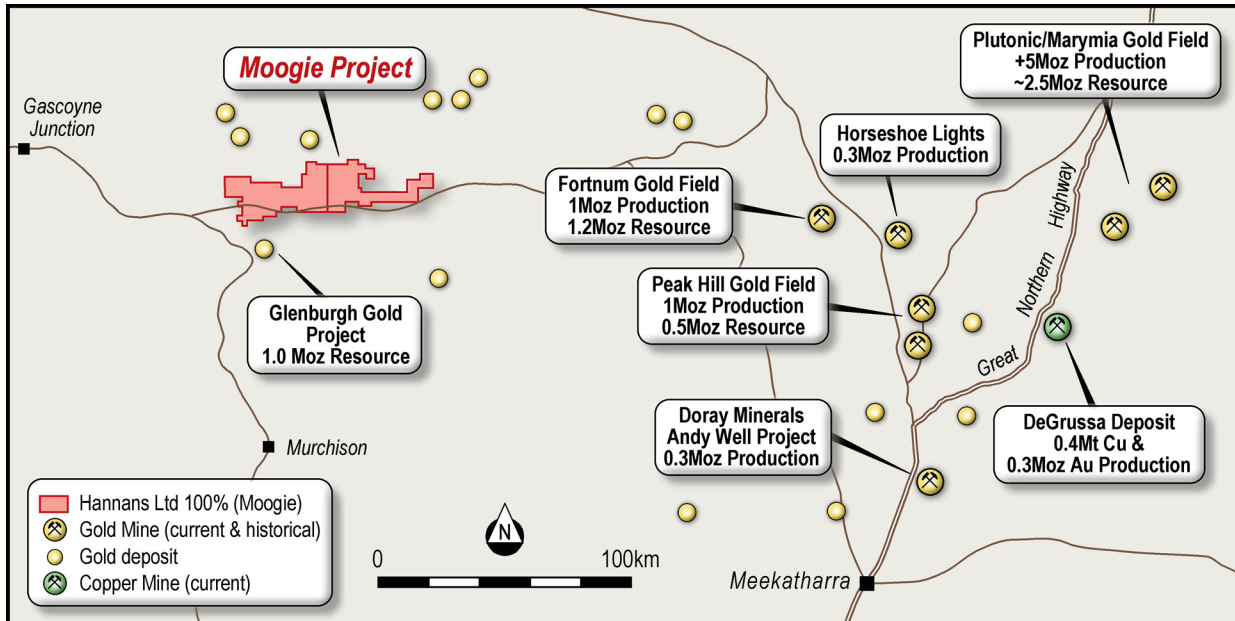 Moogie Project
Plutonic/Marymia Gold Field
+5Moz Production
~2.5Moz Resource
Gascoyne
Junction
Horseshoe Lights
0.3Moz Production
Fortnum Gold Field
1Moz Production
1.2Moz Resource
Great Northern Highway
Peak Hill Gold Field
1Moz Production
0.5Moz Resource
Glenburgh Gold
Project
1.0 Moz Resource
Doray Minerals
Andy Well Project
0.3Moz Production
DeGrussa Deposit
0.4Mt Cu &
0.3Moz Au Production
Murchison
Hannans Ltd 100% (Moogie)
Gold Mine (current & historical)
Gold deposit
Copper Mine (current)
N
0 100km
Meekatharra